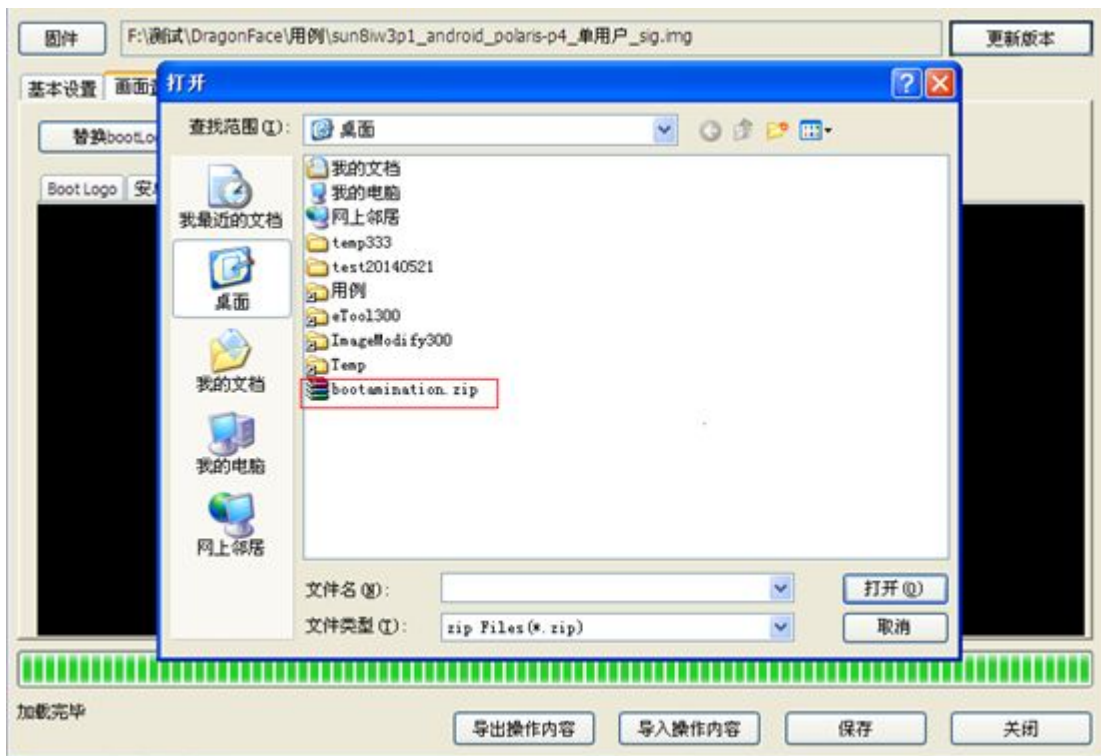 固件 F:\测试\DragonFace\用例\sun8iw3p1_android_polaris-p4_单用户_sig.img 更新版本
基本设置 画面
打开
替换bootLo
查找范围(I): 桌面
Boot Logo
我最近的文档
桌面
我的文档
我的电脑
网上邻居
我的文档
我的电脑
网上邻居
temp333
test20140521
用例
eTool300
ImageModify300
Temp
bootamination.zip
文件名(N): 打开(O)
文件类型(T): zip Files(*.zip) 取消
加载完毕
导出操作内容 导入操作内容 保存 关闭